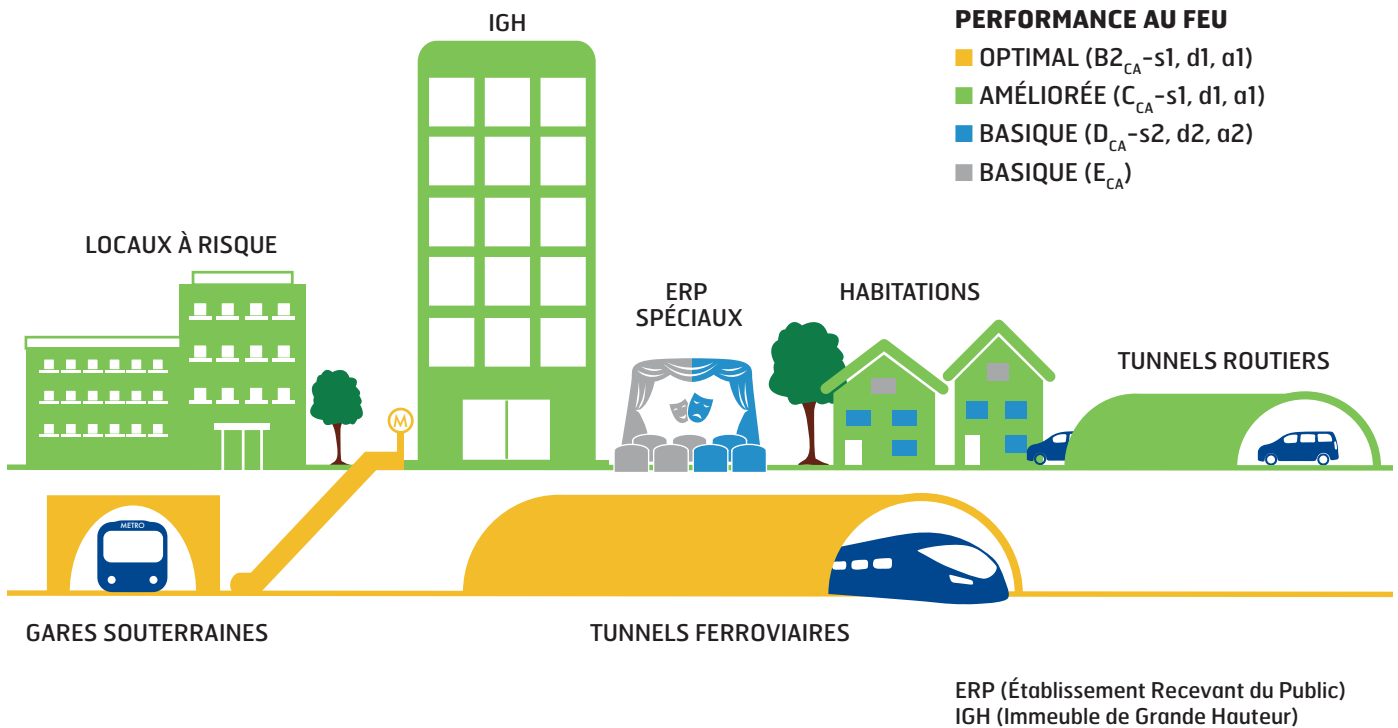 IGH
PERFORMANCE AU FEU
OPTIMAL (B2CA-s1, d1, a1)
AMÉLIORÉE (CCA-s1, d1, a1)
BASIQUE (DCA-s2, d2, a2)
BASIQUE (ECA)
LOCAUX À RISQUE
ERP
SPÉCIAUX
HABITATIONS
TUNNELS ROUTIERS
M
METRO
GARES SOUTERRAINES
TUNNELS FERROVIAIRES
ERP (Établissement Recevant du Public)
IGH (Immeuble de Grande Hauteur)